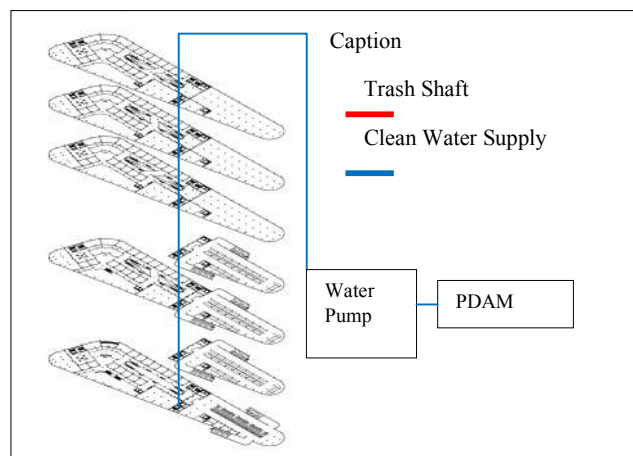 Caption
Trash Shaft
Clean Water Supply
Water
Pump
PDAM